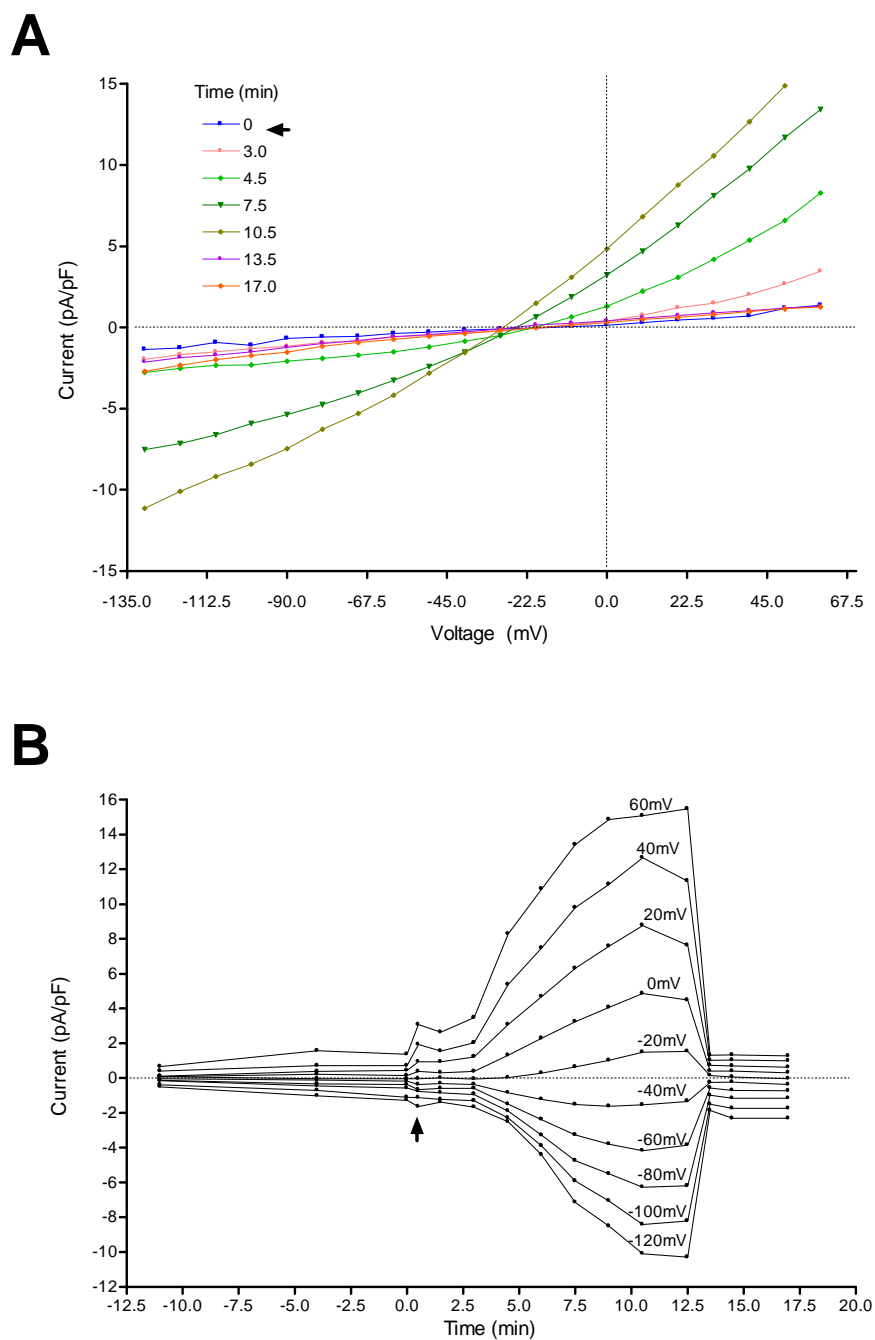 A
Time (min)
0
3.0
4.5
7.5
10.5
13.5
17.0
15
10
5
0
-5
-10
-15
Current (pA/pF)
-135.0 -112.5 -90.0 -67.5 -45.0 -22.5 0.0 22.5 45.0 67.5
Voltage (mV)
B
16
14
12
10
8
6
4
2
0
-2
-4
-6
-8
-10
-12
Current (pA/pF)
60mV
40mV
20mV
0mV
-20mV
-40mV
-60mV
-80mV
-100mV
-120mV
-12.5 -10.0 -7.5 -5.0 -2.5 0.0 2.5 5.0 7.5 10.0 12.5 15.0 17.5 20.0
Time (min)